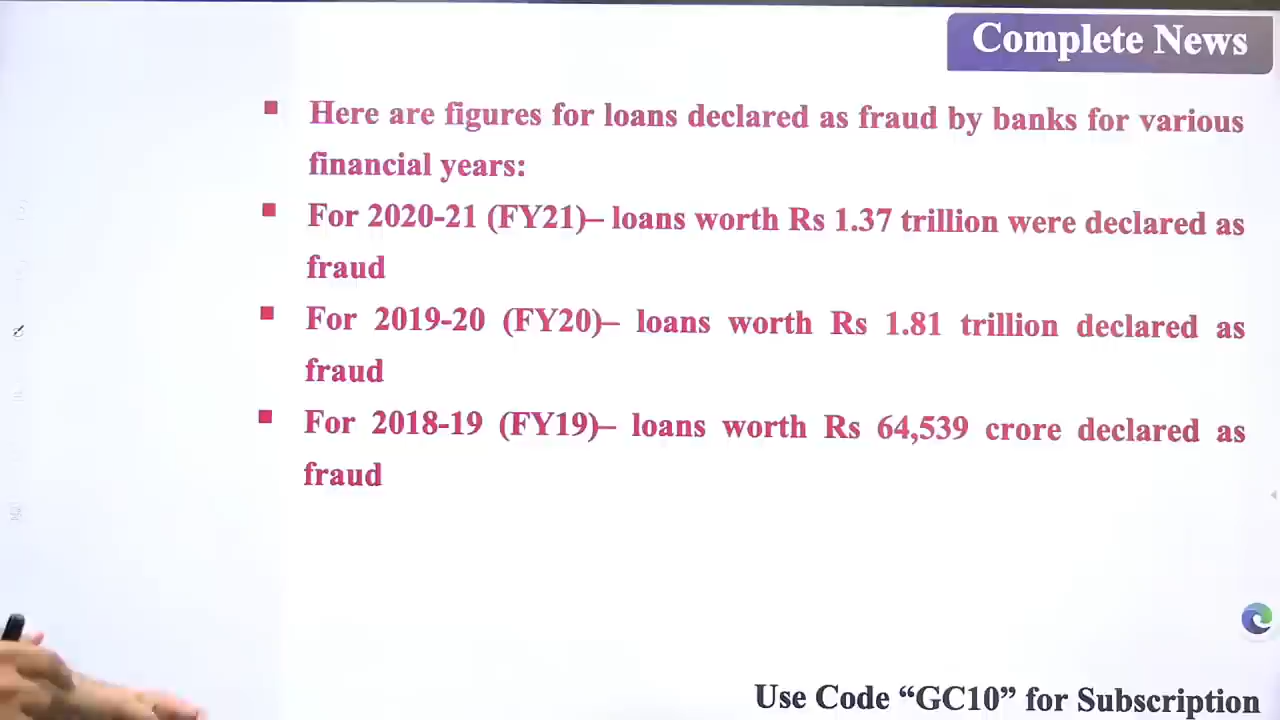 Complete News
▪ Here are figures for loans declared as fraud by banks for various
financial years:
▪ For 2020-21 (FY21)– loans worth Rs 1.37 trillion were declared as
fraud
▪ For 2019-20 (FY20)– loans worth Rs 1.81 trillion declared as
fraud
▪ For 2018-19 (FY19)– loans worth Rs 64,539 crore declared as
fraud
Use Code “GC10” for Subscription